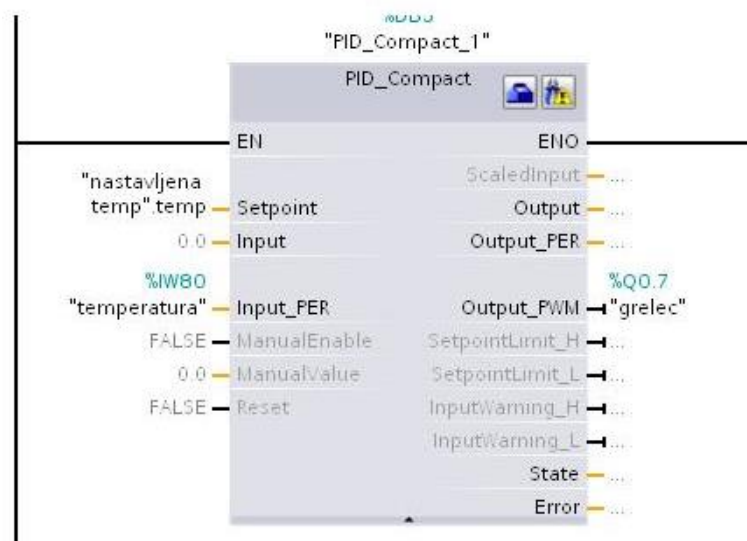 "PID_Compact_1"
PID_Compact
EN ENO
ScaledInput ...
"nastavljena
temp".temp Setpoint Output ...
0.0 Input Output_PER ...
%IW80 %Q0.7
"temperatura" Input_PER Output_PWM "grelec"
FALSE ManualEnable SetpointLimit_H ...
0.0 ManualValue SetpointLimit_L ...
FALSE Reset InputWarning_H ...
InputWarning_L ...
State ...
Error ...